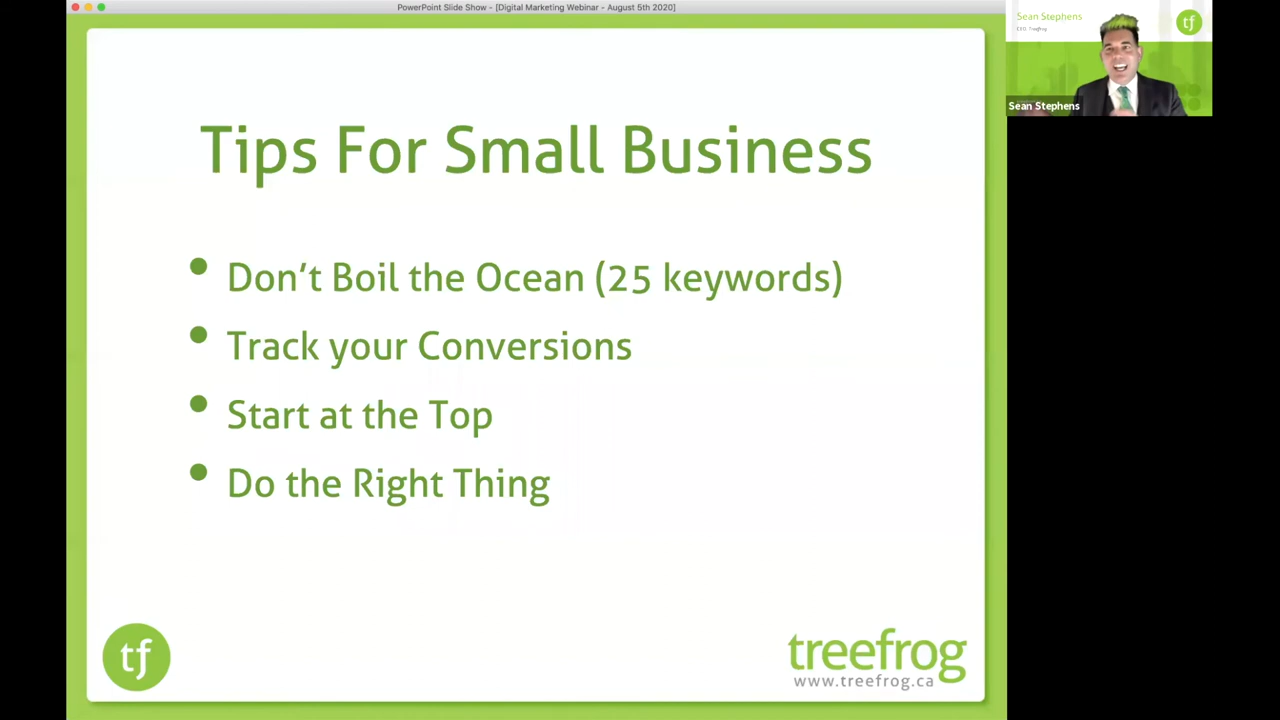 PowerPoint Slide Show - [Digital Marketing Webinar - August 5th 2020]
Sean Stephens
CEO Treefrog
tf
Sean Stephens
Tips For Small Business
• Don’t Boil the Ocean (25 keywords)
• Track your Conversions
• Start at the Top
• Do the Right Thing
tf
treefrog
www.treefrog.ca